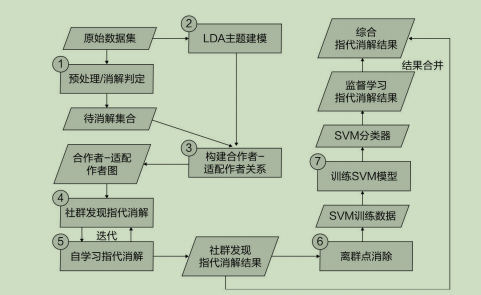 原始数据集
②
LDA主题建模
①
预处理/消解判定
待消解集合
③
构建合作者-
适配作者关系
合作者-适配
作者图
④
社群发现指代消解
迭代
⑤
自学习指代消解
社群发现
指代消解结果
⑥
离群点消除
SVM训练数据
⑦
训练SVM模型
SVM分类器
监督学习
指代消解结果
结果合并
综合
指代消解结果